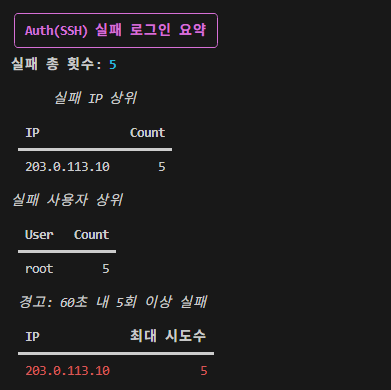 Auth(SSH) 실패 로그인 요약
실패 총 횟수: 5
실패 IP 상위
IP Count
203.0.113.10 5
실패 사용자 상위
User Count
root 5
경고: 60초 내 5회 이상 실패
IP 최대 시도수
203.0.113.10 5